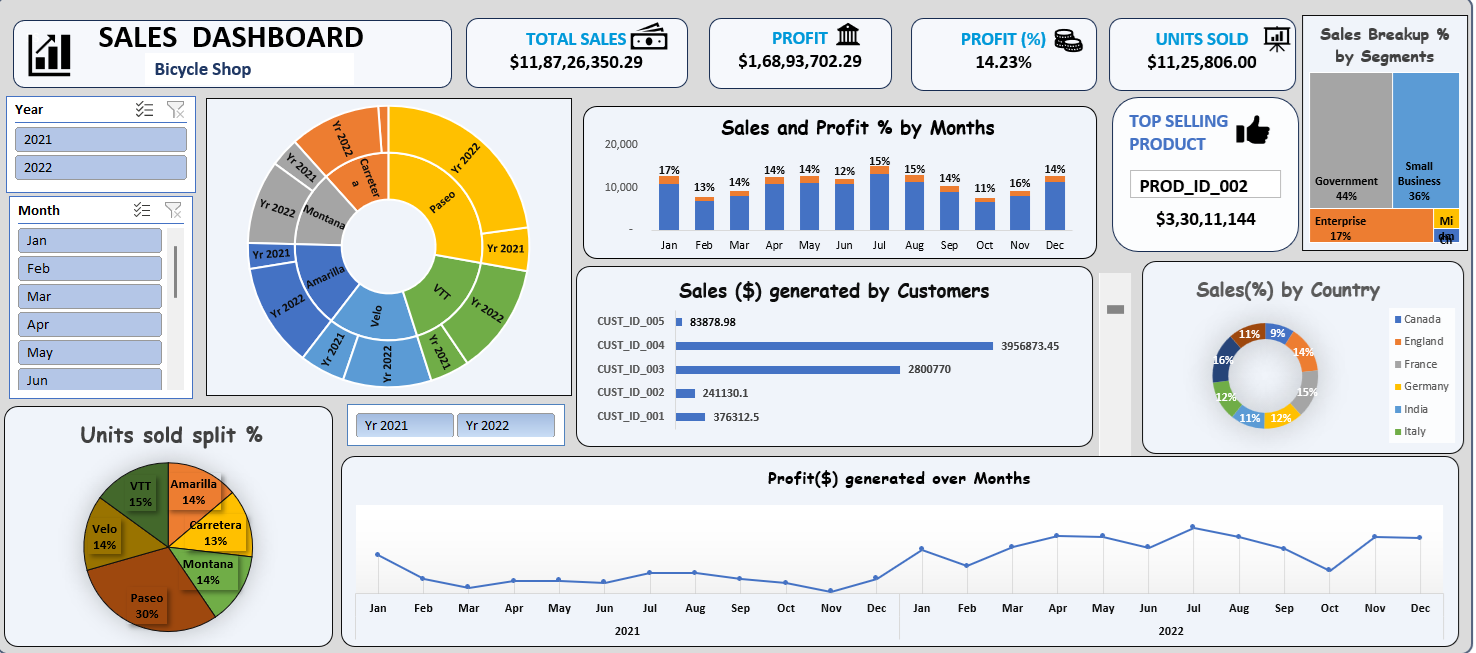 SALES DASHBOARD
Bicycle Shop
TOTAL SALES
$11,87,26,350.29
PROFIT
$1,68,93,702.29
PROFIT (%)
14.23%
UNITS SOLD
$11,25,806.00
Sales Breakup %
by Segments
Government
44%
Small
Business
36%
Enterprise
17%
Mi
Year
2021
2022
Month
Jan
Feb
Mar
Apr
May
Jun
Yr 2022
Yr 2021
Paseo
Yr 2022
Yr 2021
VTT
Yr 2022
Yr 2021
Velo
Yr 2022
Yr 2021
Amarilla
Yr 2022
Yr 2021
Montana
Yr 2022
Carreter
a
Yr 2021
Yr 2022
Sales and Profit % by Months
20,000
10,000
-
17% 13% 14% 14% 14% 12% 15% 15% 14% 11% 16% 14%
Jan Feb Mar Apr May Jun Jul Aug Sep Oct Nov Dec
TOP SELLING
PRODUCT
PROD_ID_002
$3,30,11,144
Sales ($) generated by Customers
CUST_ID_005 83878.98
CUST_ID_004 3956873.45
CUST_ID_003 2800770
CUST_ID_002 241130.1
CUST_ID_001 376312.5
Sales(%) by Country
9%
14%
15%
12%
11%
12%
16%
11%
Canada
England
France
Germany
India
Italy
Units sold split %
Amarilla
14%
Carretera
13%
Montana
14%
Paseo
30%
Velo
14%
VTT
15%
Profit($) generated over Months
Jan Feb Mar Apr May Jun Jul Aug Sep Oct Nov Dec Jan Feb Mar Apr May Jun Jul Aug Sep Oct Nov Dec
2021 2022